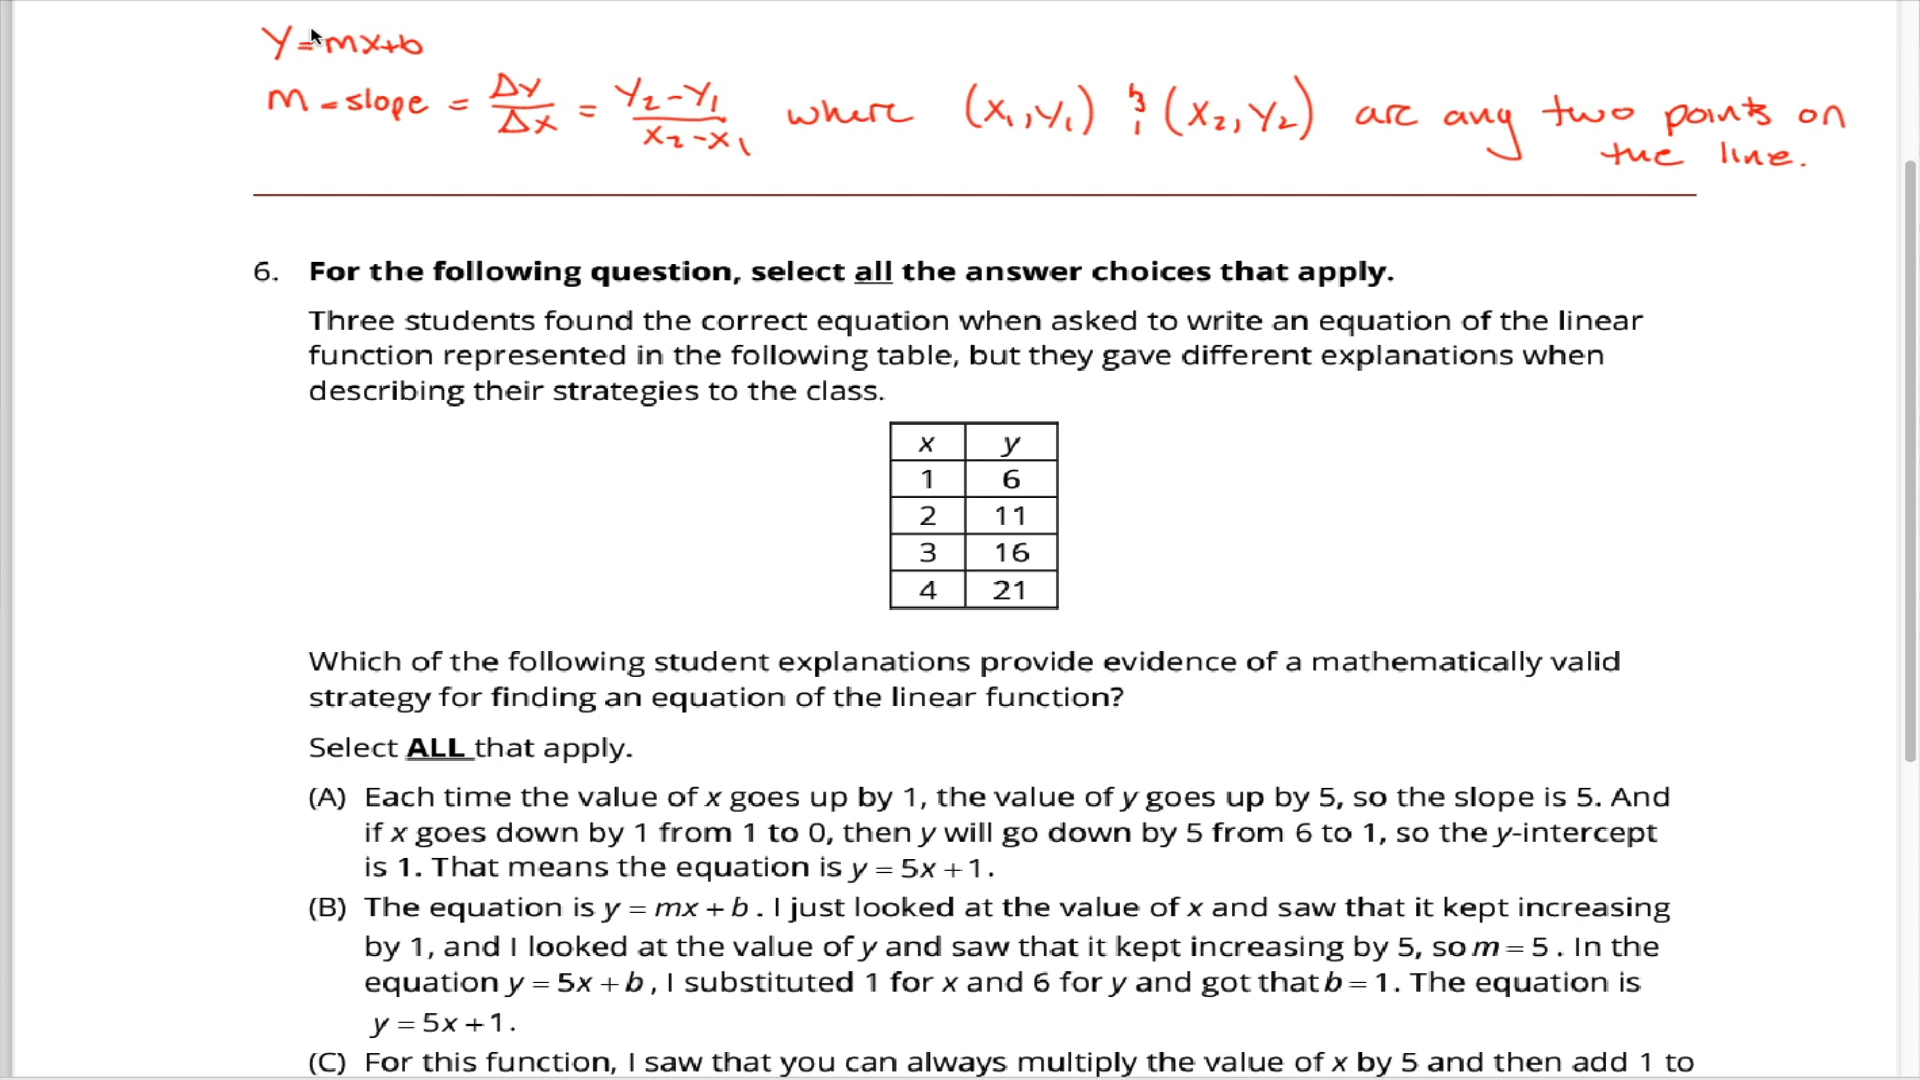 Y=mx+b
m = slope = ΔY/ΔX = Y₂-Y₁/X₂-X₁ where (X₁,Y₁) & (X₂,Y₂) are any two points on
the line.
6. For the following question, select all the answer choices that apply.
Three students found the correct equation when asked to write an equation of the linear
function represented in the following table, but they gave different explanations when
describing their strategies to the class.
x y
1 6
2 11
3 16
4 21
Which of the following student explanations provide evidence of a mathematically valid
strategy for finding an equation of the linear function?
Select ALL that apply.
(A) Each time the value of x goes up by 1, the value of y goes up by 5, so the slope is 5. And
if x goes down by 1 from 1 to 0, then y will go down by 5 from 6 to 1, so the y-intercept
is 1. That means the equation is y = 5x + 1.
(B) The equation is y = mx + b. I just looked at the value of x and saw that it kept increasing
by 1, and I looked at the value of y and saw that it kept increasing by 5, so m = 5. In the
equation y = 5x + b, I substituted 1 for x and 6 for y and got that b = 1. The equation is
y = 5x + 1.
(C) For this function, I saw that you can always multiply the value of x by 5 and then add 1 to